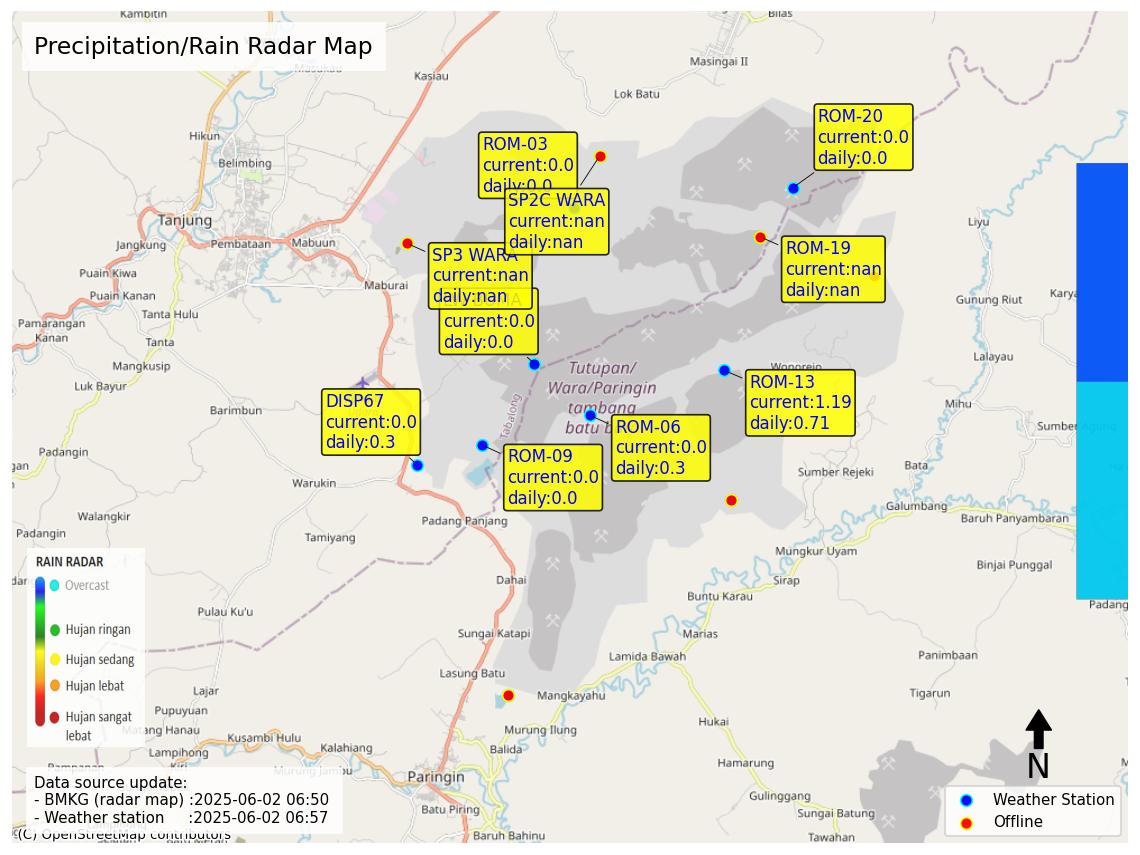 Kambitin
Bilas
Precipitation/Rain Radar Map
Masukau
Masingai II
Kasiau
Lok Batu
Hikun
Belimbing
ROM-03
current:0.0
daily:0.0
ROM-20
current:0.0
daily:0.0
SP2C WARA
current:nan
daily:nan
Tanjung
Jangkung
Pembataan
Mabuun
Liyu
SP3 WARA
current:nan
daily:nan
ROM-19
current:nan
daily:nan
Puain Kiwa
Puain Kanan
Maburai
Tanta Hulu
current:0.0
daily:0.0
Gunung Riut
Karya
Pamarangan
Kanan
Tanta
Mangkusip
Luk Bayur
Lalayau
Wonorejo
Tutupan/
Wara/Paringin
tambang
batu b
Tabalong
ROM-13
current:1.19
daily:0.71
DISP67
current:0.0
daily:0.3
Barimbun
Mihu
ROM-06
current:0.0
daily:0.3
ROM-09
current:0.0
daily:0.0
Sumber Agung
Padangin
Warukin
Sumber Rejeki
Bata
Galumbang
Baruh Panyambaran
Walangkir
Padangin
Padang Panjang
Tamiyang
Mungkur Uyam
Binjai Punggal
Sirap
Dahai
Buntu Karau
Padang
RAIN RADAR
Overcast
Hujan ringan
Hujan sedang
Hujan lebat
Hujan sangat
lebat
Pulau Ku'u
Sungai Katapi
Marias
Lamida Bawah
Panimbaan
Lasung Batu
Lajar
Mangkayahu
Tigarun
Pupuyuan
Matang Hanau
Murung Ilung
Hukai
Kusambi Hulu
Lampihong
Kiri
Kalahiang
Balida
Hamarung
Pampanan
Murung Jambu
Paringin
N
Data source update:
- BMKG (radar map) :2025-06-02 06:50
- Weather station :2025-06-02 06:57
Gulinggang
Batu Piring
Sungai Batung
Weather Station
Offline
(C) OpenStreetMap contributors
Baruh Bahinu
Tawahan